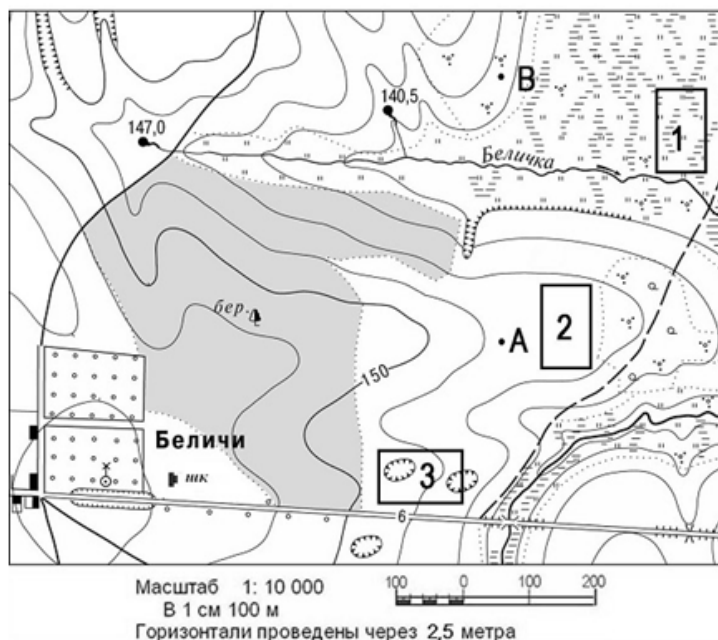 В
140,5
147,0
1
Беличка
бер.
А
2
150
Беличи
3
шк
6
Масштаб 1: 10 000
В 1 см 100 м
Горизонтали проведены через 2,5 метра
100 0 100 200